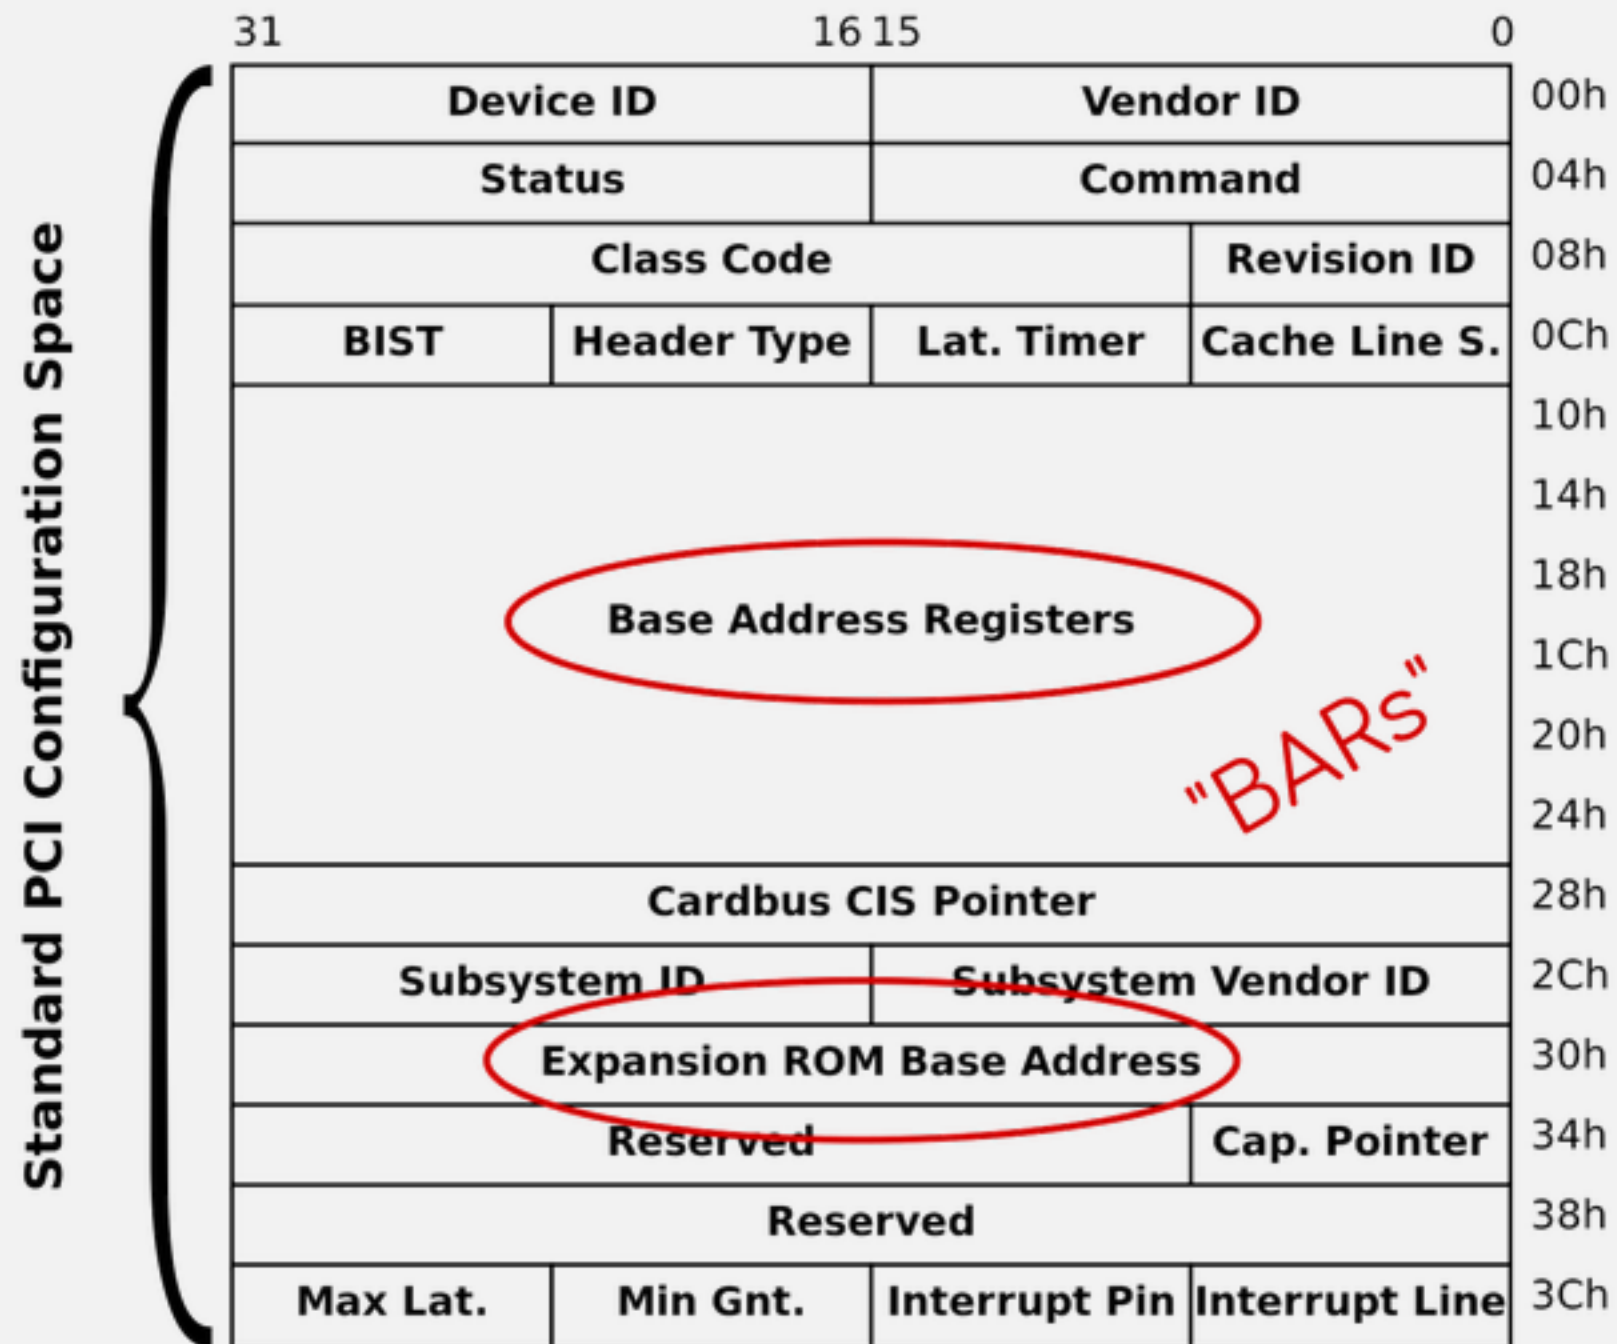 31 16 15 0
Standard PCI Configuration Space
Device ID Vendor ID 00h
Status Command 04h
Class Code Revision ID 08h
BIST Header Type Lat. Timer Cache Line S. 0Ch
10h
14h
18h
Base Address Registers
1Ch
"BARs"
20h
24h
Cardbus CIS Pointer 28h
Subsystem ID Subsystem Vendor ID 2Ch
Expansion ROM Base Address 30h
Reserved Cap. Pointer 34h
Reserved 38h
Max Lat. Min Gnt. Interrupt Pin Interrupt Line 3Ch